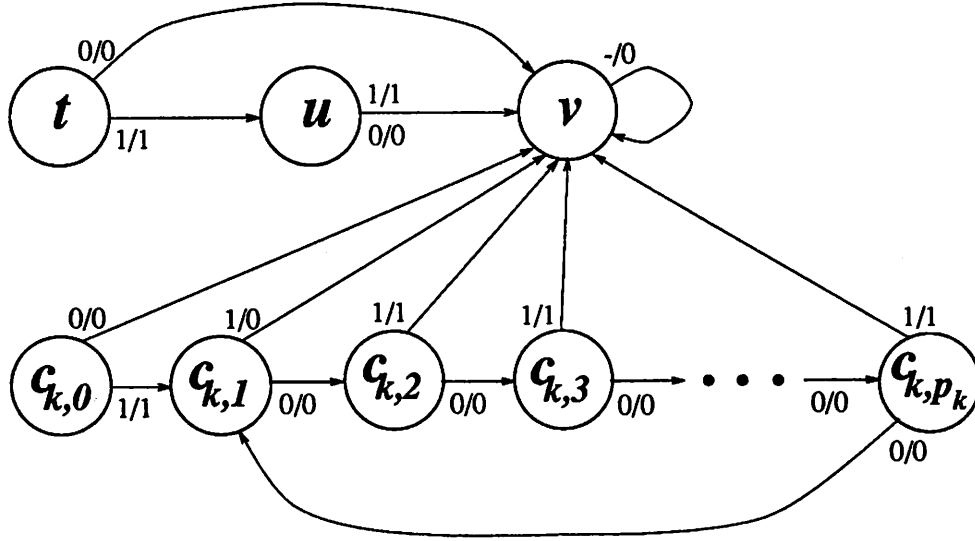 0/0
-/0
t
u
v
1/1
1/1
0/0
0/0
1/0
1/1
1/1
1/1
c_{k,0}
c_{k,1}
c_{k,2}
c_{k,3}
• • •
c_{k,p_k}
1/1
0/0
0/0
0/0
0/0
0/0